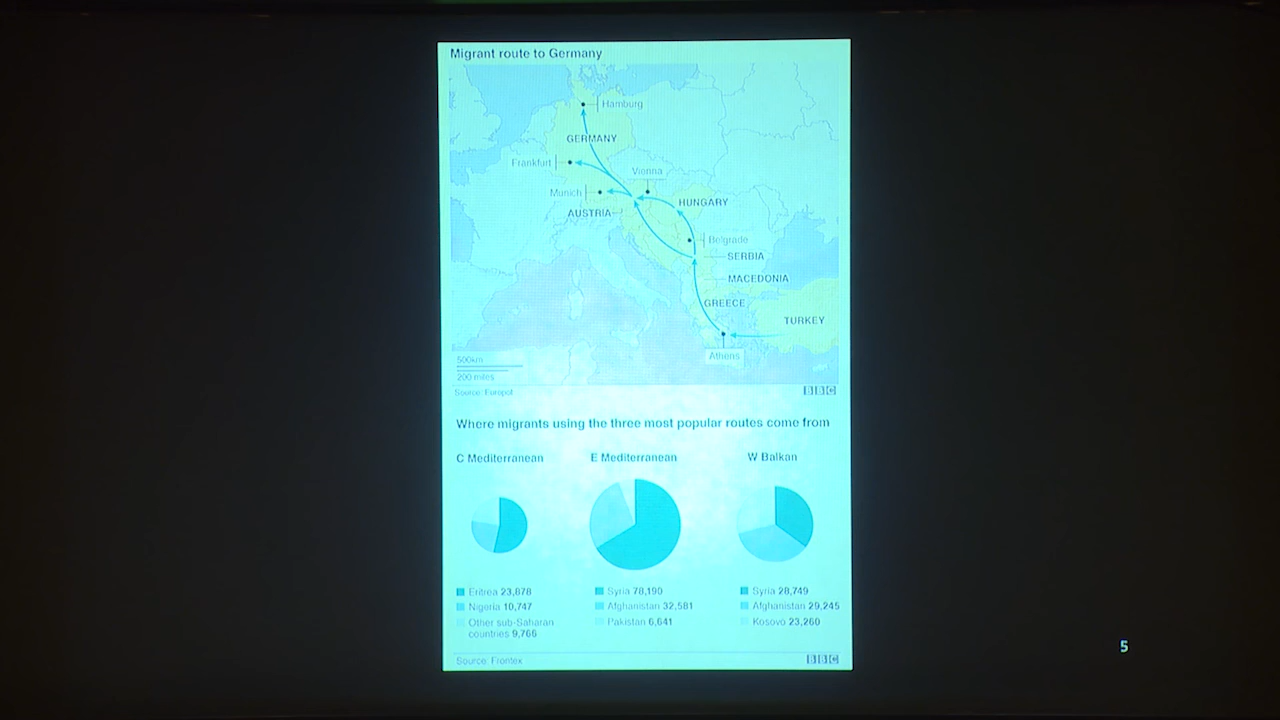 Migrant route to Germany
Hamburg
GERMANY
Frankfurt
Vienna
Munich
HUNGARY
AUSTRIA
Belgrade
SERBIA
MACEDONIA
GREECE
TURKEY
Athens
500km
200 miles
Source: Europol
BBC
Where migrants using the three most popular routes come from
C Mediterranean
E Mediterranean
W Balkan
Eritrea 23,878
Nigeria 10,747
Other sub-Saharan
countries 9,766
Syria 78,190
Afghanistan 32,581
Pakistan 6,641
Syria 28,749
Afghanistan 29,245
Kosovo 23,260
Source: Frontex
BBC
5